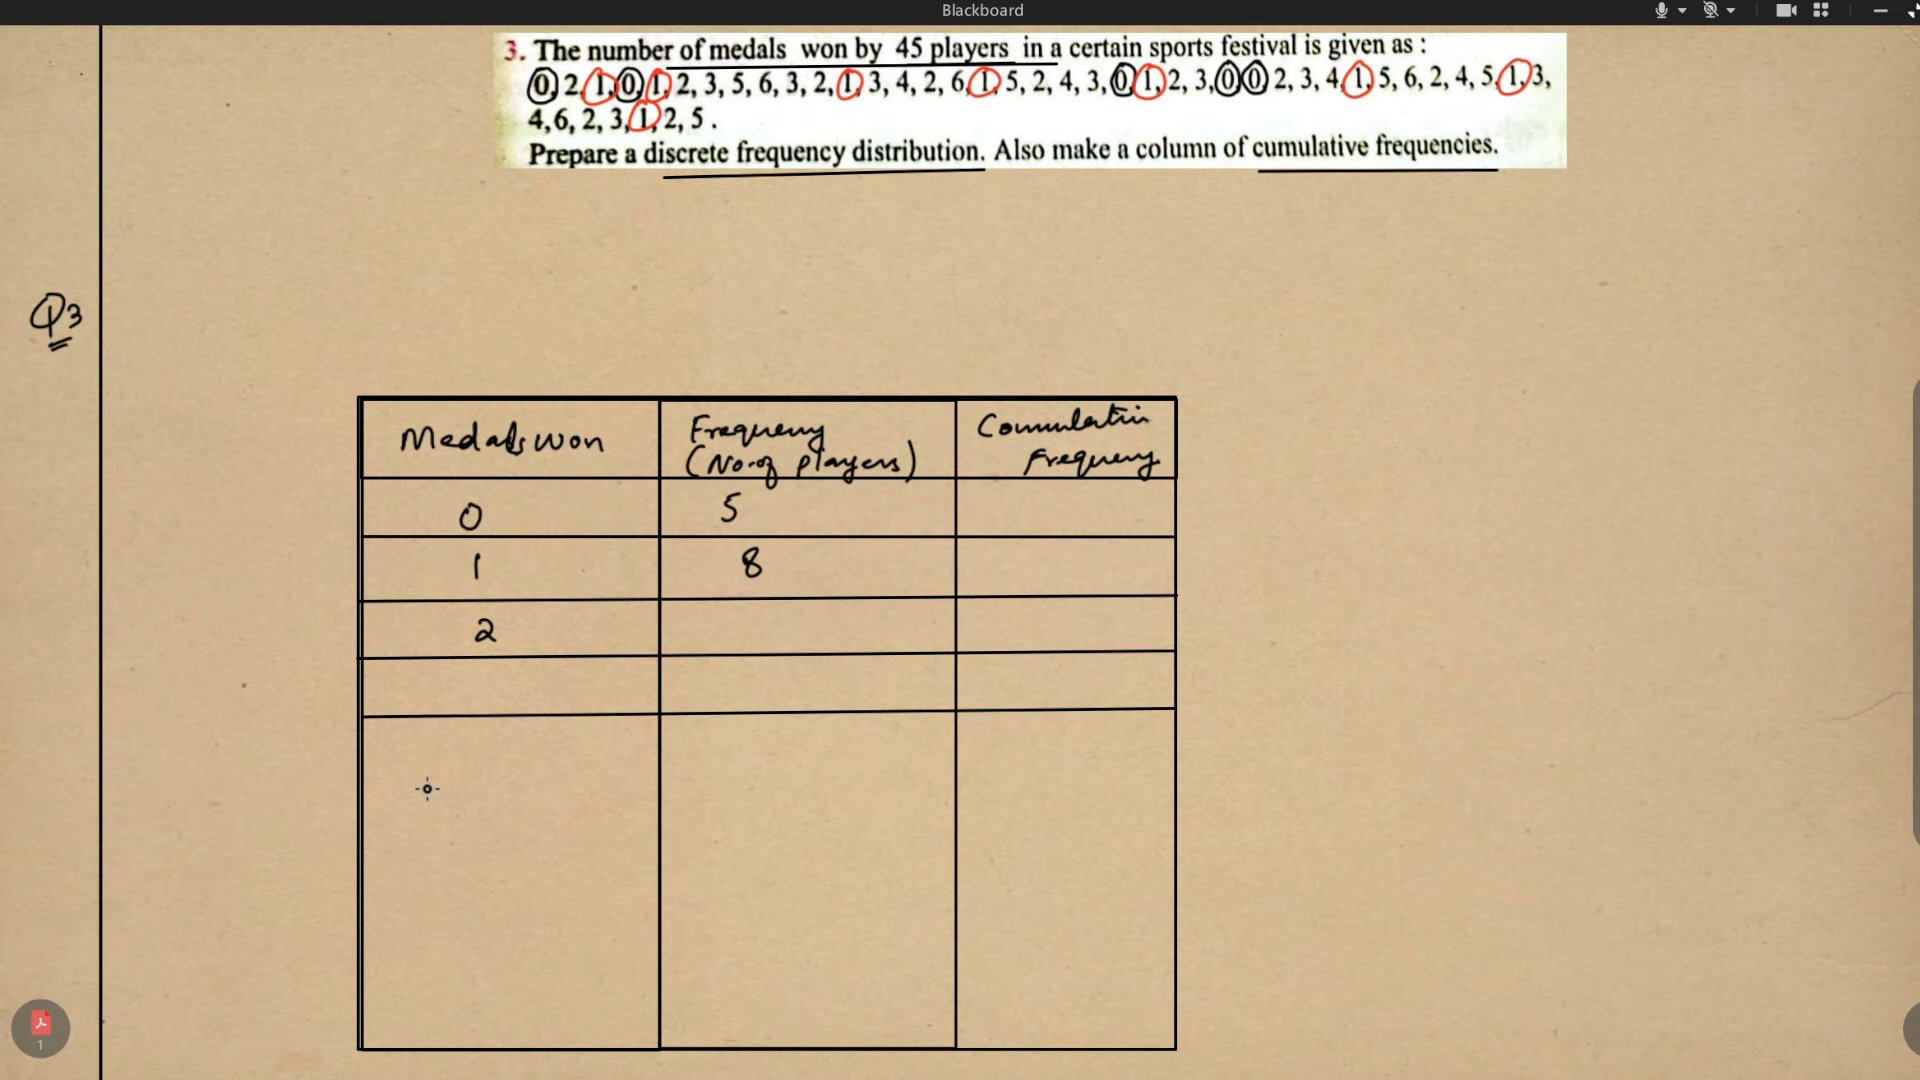 Blackboard
3. The number of medals won by 45 players in a certain sports festival is given as :
0, 2, 1, 0, 1, 2, 3, 5, 6, 3, 2, 1, 3, 4, 2, 6, 1, 5, 2, 4, 3, 0, 1, 2, 3, 0, 0, 2, 3, 4, 1, 5, 6, 2, 4, 5, 1, 3,
4, 6, 2, 3, 1, 2, 5 .
Prepare a discrete frequency distribution. Also make a column of cumulative frequencies.
Q3
Medals won Frequency (No. of players) Commulative Frequency
0 5
1 8
2
1